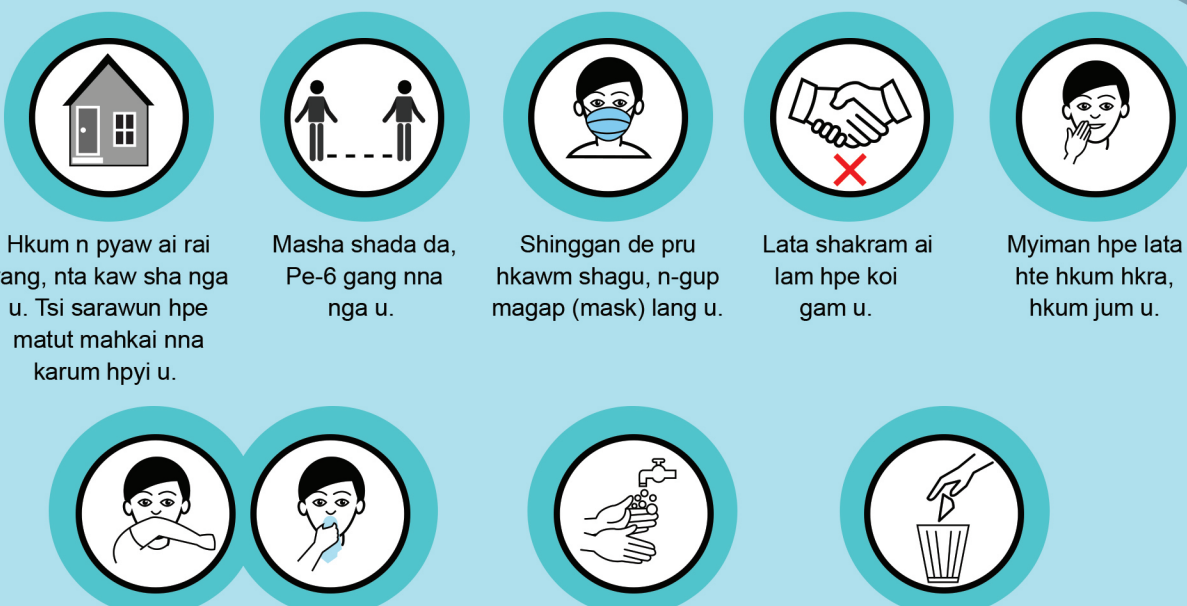 Hkum n pyaw ai rai
yang, nta kaw sha nga
u. Tsi sarawun hpe
matut mahkai nna
karum hpyi u.
Masha shada da,
Pe-6 gang nna
nga u.
Shinggan de pru
hkawm shagu, n-gup
magap (mask) lang u.
Lata shakram ai
lam hpe koi
gam u.
Myiman hpe lata
hte hkum hkra,
hkum jum u.